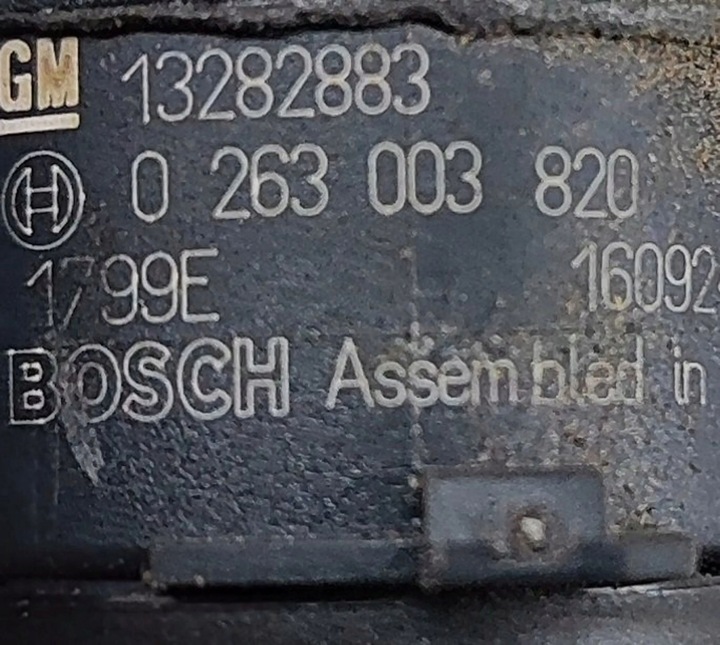 GM 13282883
0 263 003 820
1799E 16092
BOSCH Assembled in